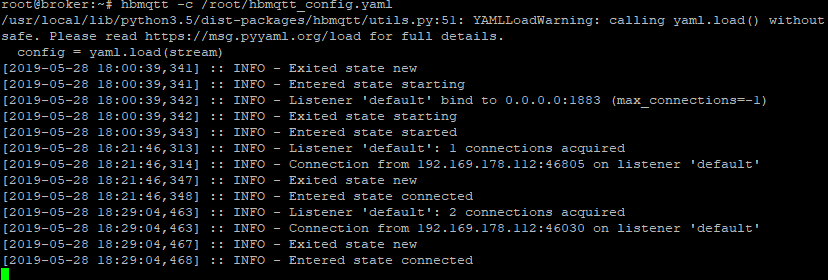 root@broker:~# hbmqtt -c /root/hbmqtt_config.yaml
/usr/local/lib/python3.5/dist-packages/hbmqtt/utils.py:51: YAMLLoadWarning: calling yaml.load() without
safe. Please read https://msg.pyyaml.org/load for full details.
  config = yaml.load(stream)
[2019-05-28 18:00:39,341] :: INFO - Exited state new
[2019-05-28 18:00:39,341] :: INFO - Entered state starting
[2019-05-28 18:00:39,342] :: INFO - Listener 'default' bind to 0.0.0.0:1883 (max_connections=-1)
[2019-05-28 18:00:39,342] :: INFO - Exited state starting
[2019-05-28 18:00:39,343] :: INFO - Entered state started
[2019-05-28 18:21:46,313] :: INFO - Listener 'default': 1 connections acquired
[2019-05-28 18:21:46,314] :: INFO - Connection from 192.169.178.112:46805 on listener 'default'
[2019-05-28 18:21:46,347] :: INFO - Exited state new
[2019-05-28 18:21:46,348] :: INFO - Entered state connected
[2019-05-28 18:29:04,463] :: INFO - Listener 'default': 2 connections acquired
[2019-05-28 18:29:04,463] :: INFO - Connection from 192.169.178.112:46030 on listener 'default'
[2019-05-28 18:29:04,467] :: INFO - Exited state new
[2019-05-28 18:29:04,468] :: INFO - Entered state connected